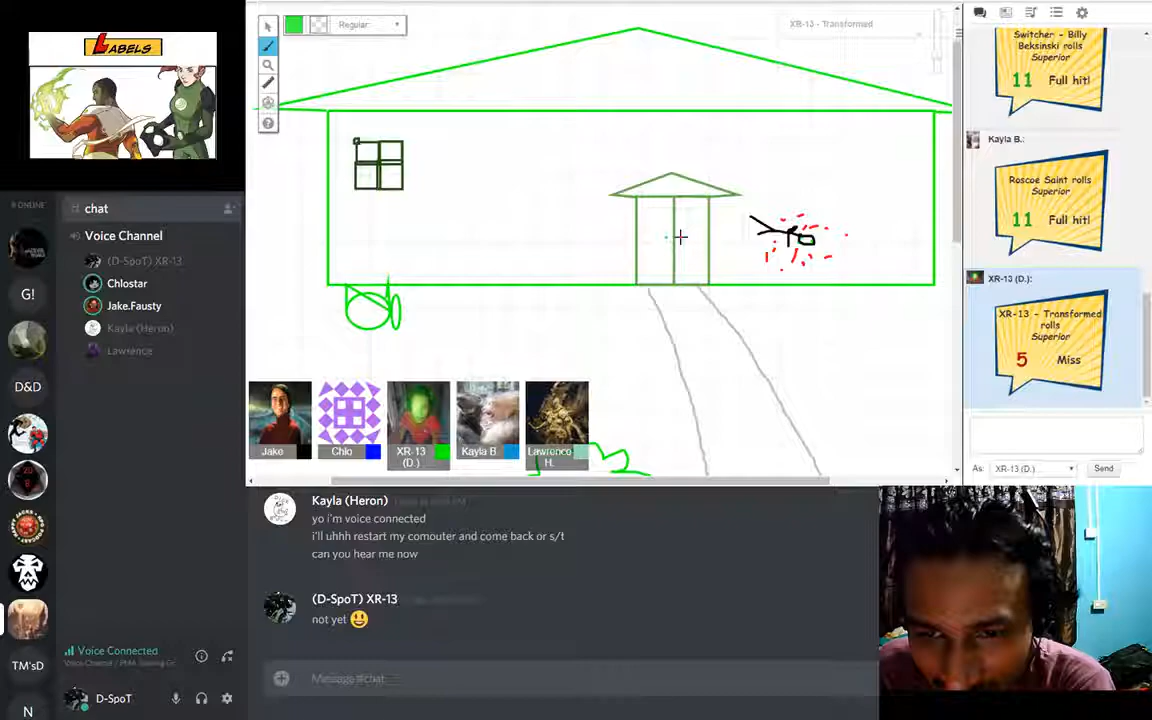 LABELS
8 ONLINE
G!
D&D
TM'sD
N
# chat
Voice Channel
(D-SpoT) XR-13
Chlostar
Jake.Fausty
Kayla (Heron)
Lawrence
Voice Connected
D-SpoT
Regular:
XR-13 - Transformed
Jake
Chlo
XR-13
(D.)
Kayla B.
Lawrence
H.
Switcher - Billy
Beksinski rolls
Superior
11 Full hit!
Kayla B.:
Roscoe Saint rolls
Superior
11 Full hit!
XR-13 (D.):
XR-13 - Transformed
rolls
Superior
5 Miss
As: XR-13 (D.) Send
Kayla (Heron)
yo i'm voice connected
i'll uhhh restart my comouter and come back or s/t
can you hear me now
(D-SpoT) XR-13
not yet 😃
Message #chat